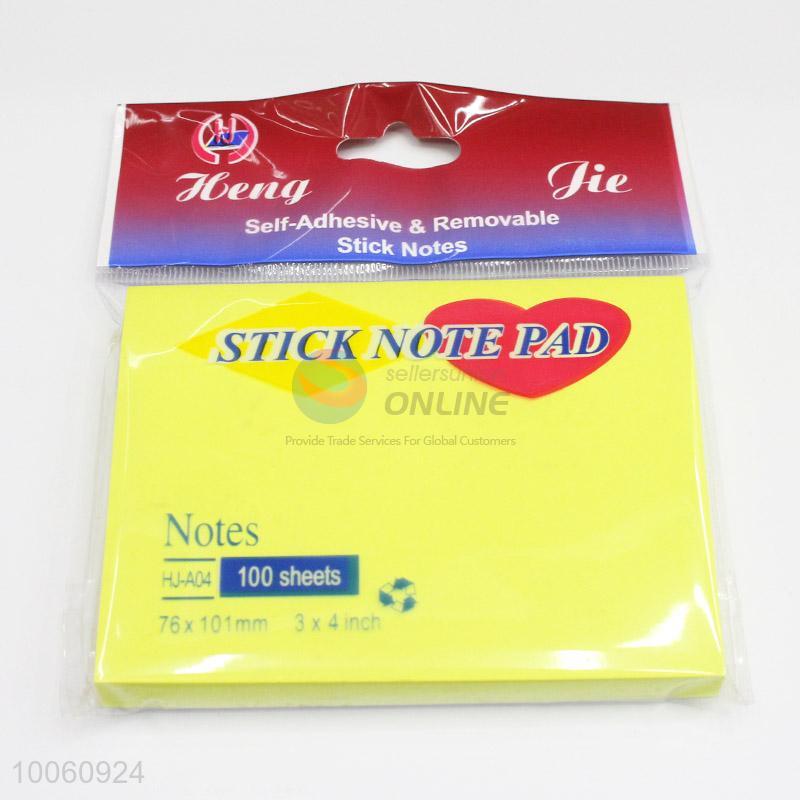 Heng Jie
Self-Adhesive & Removable
Stick Notes
STICK NOTE PAD
ONLINE
Provide Trade Services For Global Customers
Notes
HJ-A04 100 sheets
76 x 101mm 3 x 4 inch
10060924